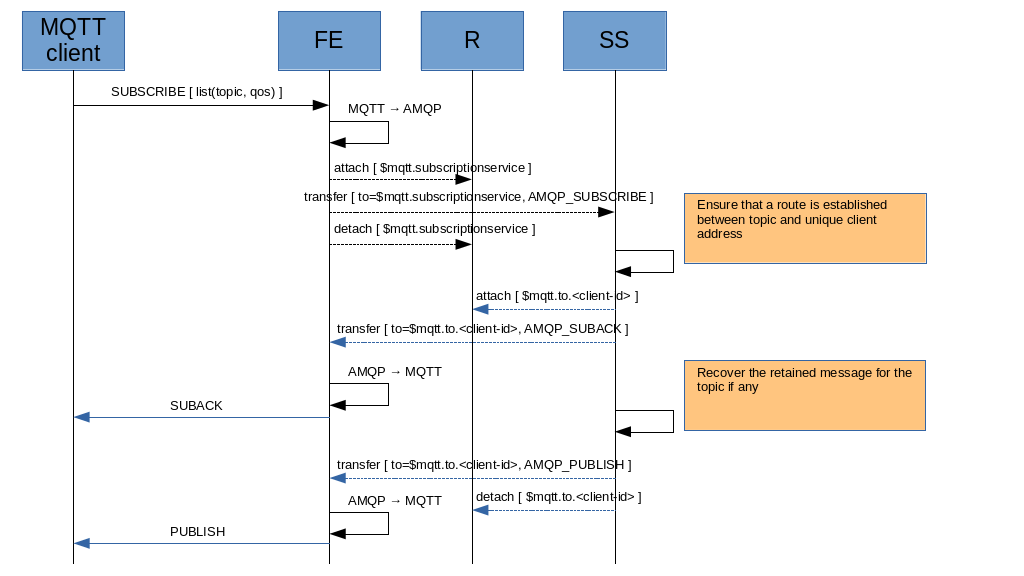 MQTT
client
FE
R
SS
SUBSCRIBE [ list(topic, qos) ]
MQTT → AMQP
attach [ $mqtt.subscriptionservice ]
transfer [ to=$mqtt.subscriptionservice, AMQP_SUBSCRIBE ]
Ensure that a route is established
between topic and unique client
address
detach [ $mqtt.subscriptionservice ]
attach [ $mqtt.to.<client-id> ]
transfer [ to=$mqtt.to.<client-id>, AMQP_SUBACK ]
AMQP → MQTT
Recover the retained message for the
topic if any
SUBACK
transfer [ to=$mqtt.to.<client-id>, AMQP_PUBLISH ]
detach [ $mqtt.to.<client-id> ]
AMQP → MQTT
PUBLISH